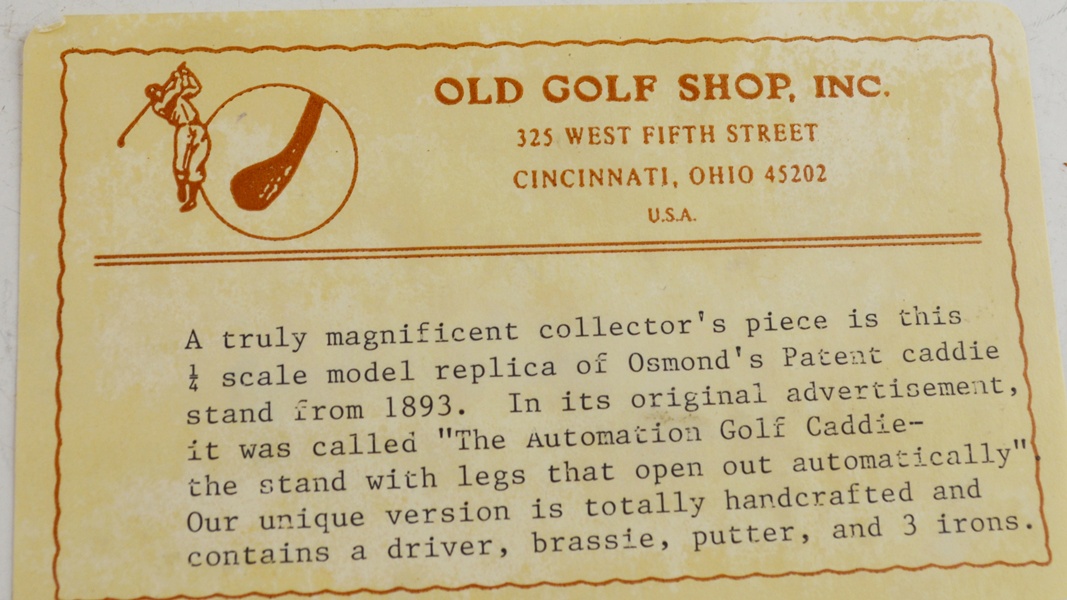 OLD GOLF SHOP, INC.
325 WEST FIFTH STREET
CINCINNATI, OHIO 45202
U.S.A.
A truly magnificent collector's piece is this
¼ scale model replica of Osmond's Patent caddie
stand from 1893.  In its original advertisement,
it was called "The Automation Golf Caddie-
the stand with legs that open out automatically".
Our unique version is totally handcrafted and
contains a driver, brassie, putter, and 3 irons.